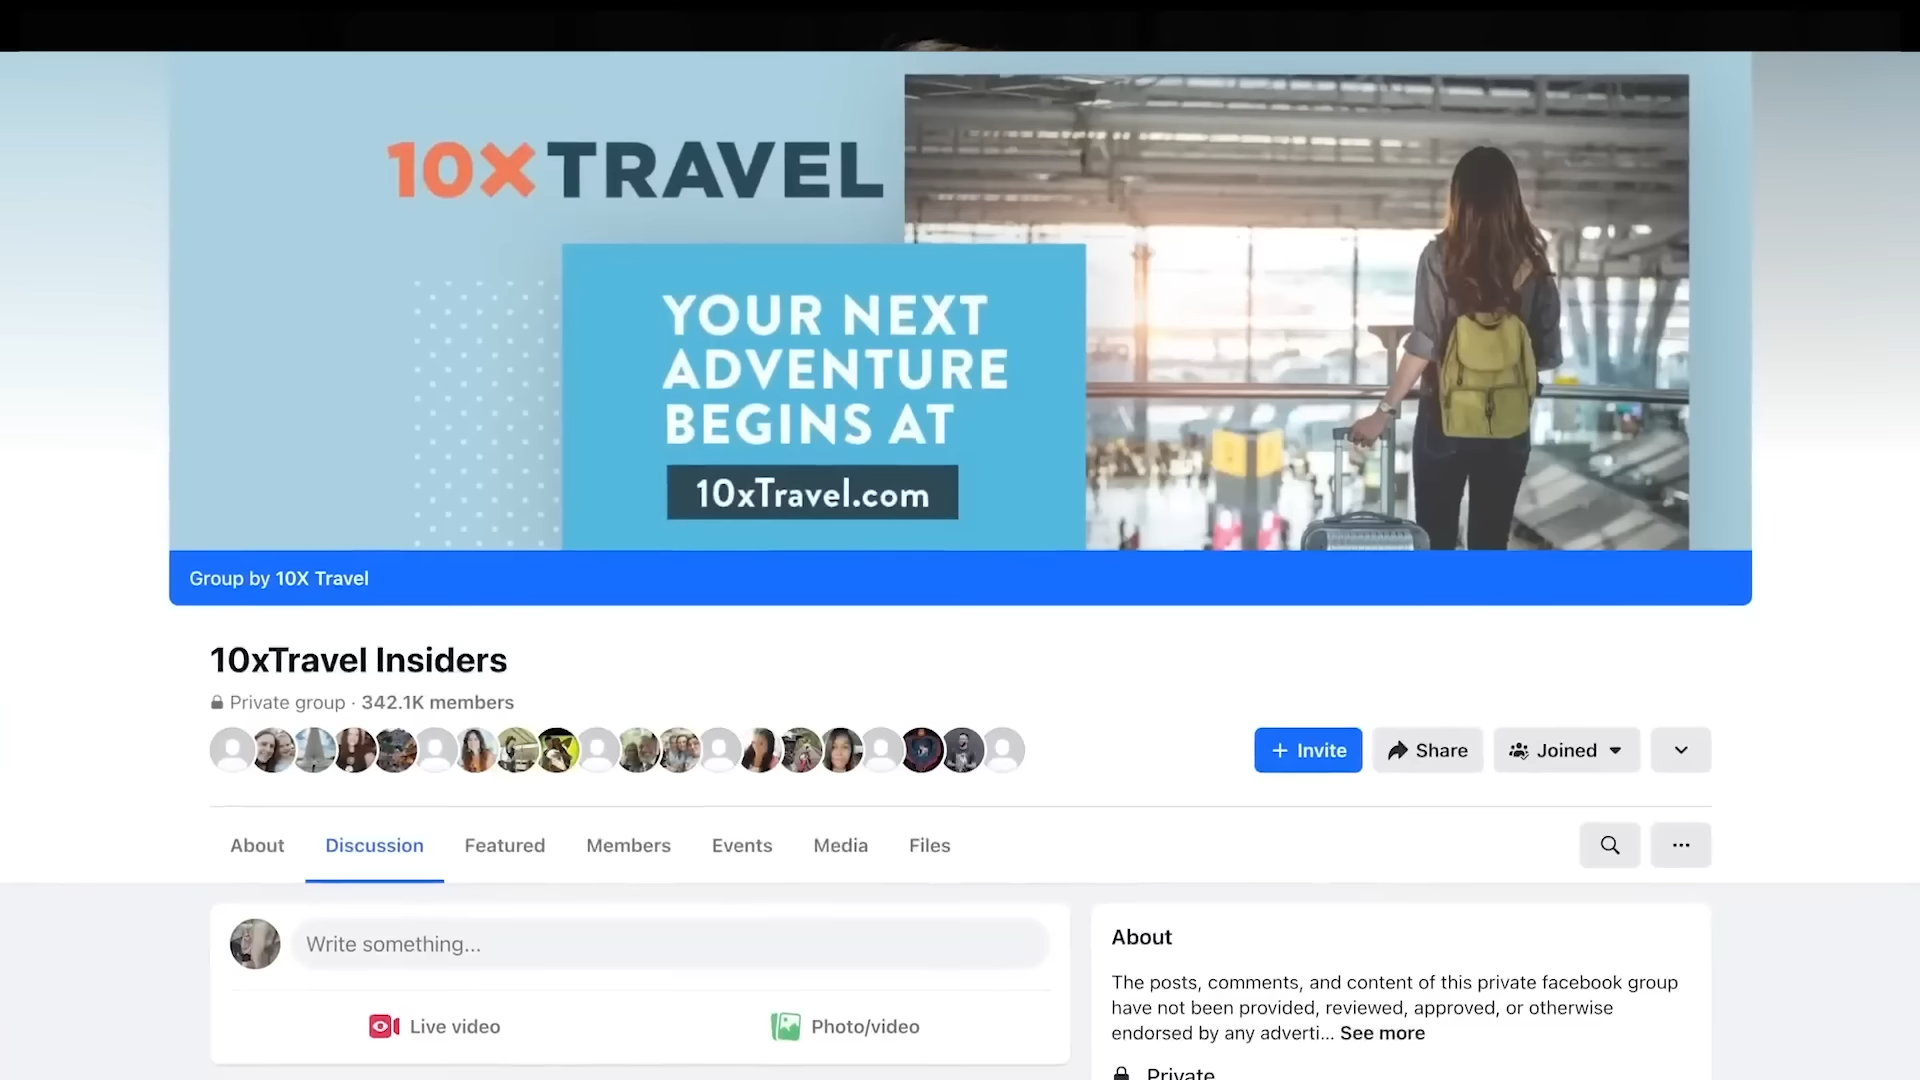 10XTRAVEL
YOUR NEXT
ADVENTURE
BEGINS AT
10xTravel.com
Group by 10X Travel
10xTravel Insiders
Private group · 342.1K members
+ Invite
Share
Joined
About
Discussion
Featured
Members
Events
Media
Files
Write something...
Live video
Photo/video
About
The posts, comments, and content of this private facebook group
have not been provided, reviewed, approved, or otherwise
endorsed by any adverti... See more
Private